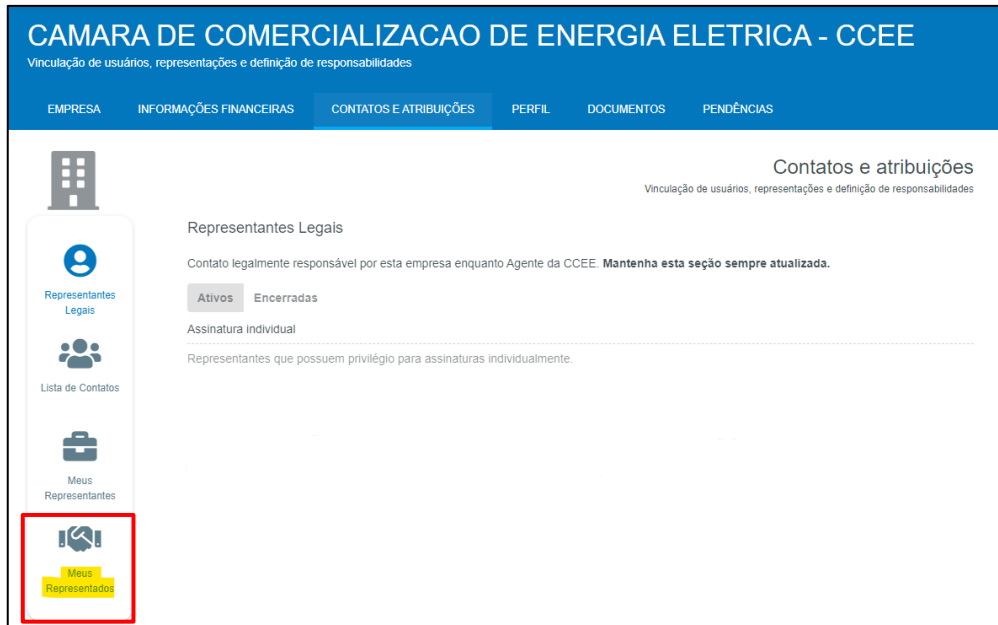 CAMARA DE COMERCIALIZACAO DE ENERGIA ELETRICA - CCEE
Vinculação de usuários, representações e definição de responsabilidades
EMPRESA INFORMAÇÕES FINANCEIRAS CONTATOS E ATRIBUIÇÕES PERFIL DOCUMENTOS PENDÊNCIAS
Contatos e atribuições
Vinculação de usuários, representações e definição de responsabilidades
Representantes
Legais
Lista de Contatos
Meus
Representantes
Meus
Representados
Representantes Legais
Contato legalmente responsável por esta empresa enquanto Agente da CCEE. Mantenha esta seção sempre atualizada.
Ativos Encerradas
Assinatura individual
Representantes que possuem privilégio para assinaturas individualmente.